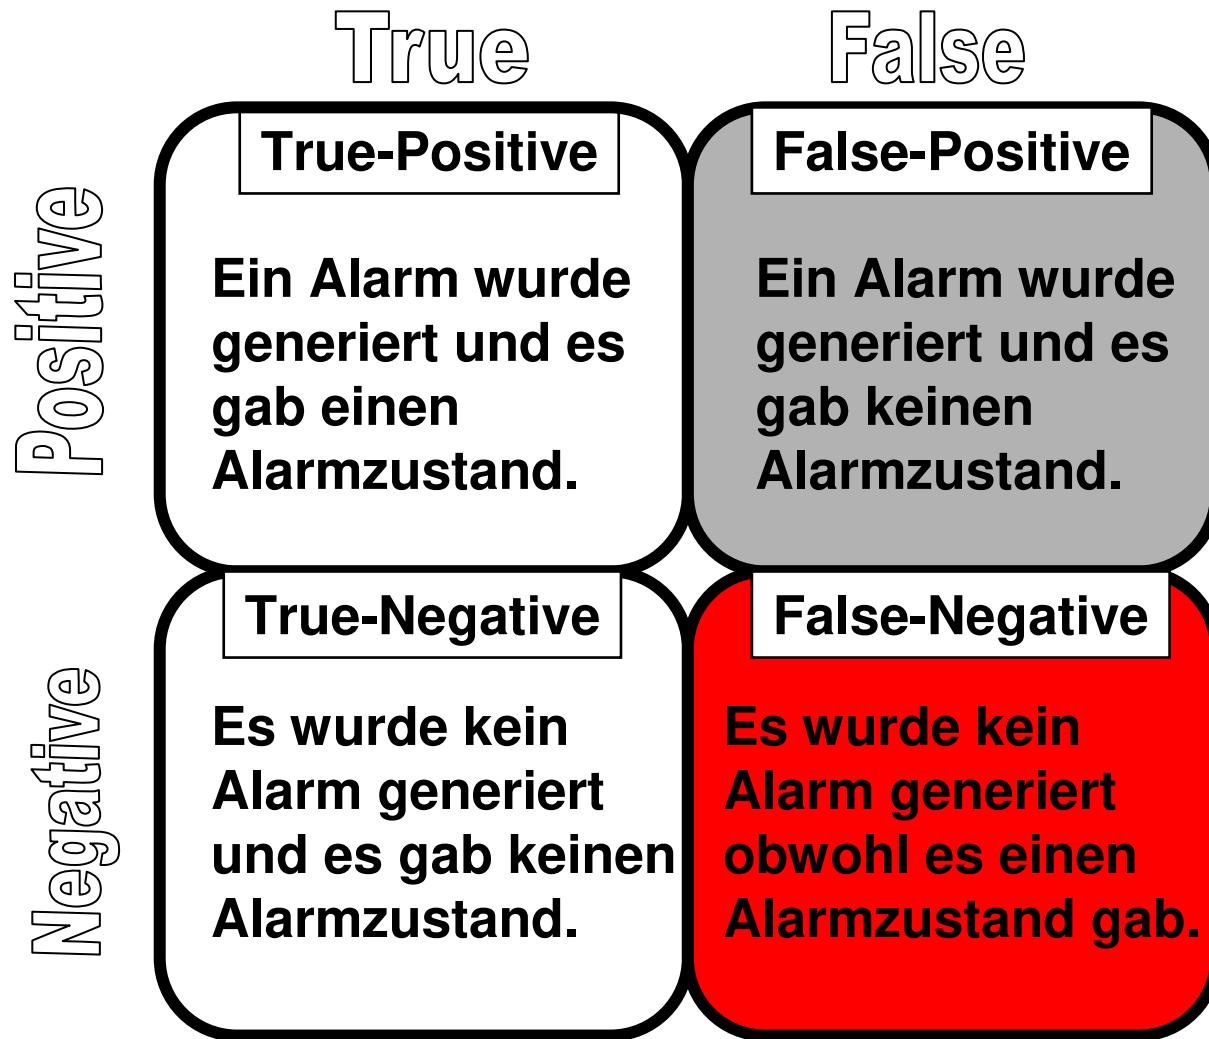 True
False
Positive
True-Positive
Ein Alarm wurde
generiert und es
gab einen
Alarmzustand.
False-Positive
Ein Alarm wurde
generiert und es
gab keinen
Alarmzustand.
Negative
True-Negative
Es wurde kein
Alarm generiert
und es gab keinen
Alarmzustand.
False-Negative
Es wurde kein
Alarm generiert
obwohl es einen
Alarmzustand gab.